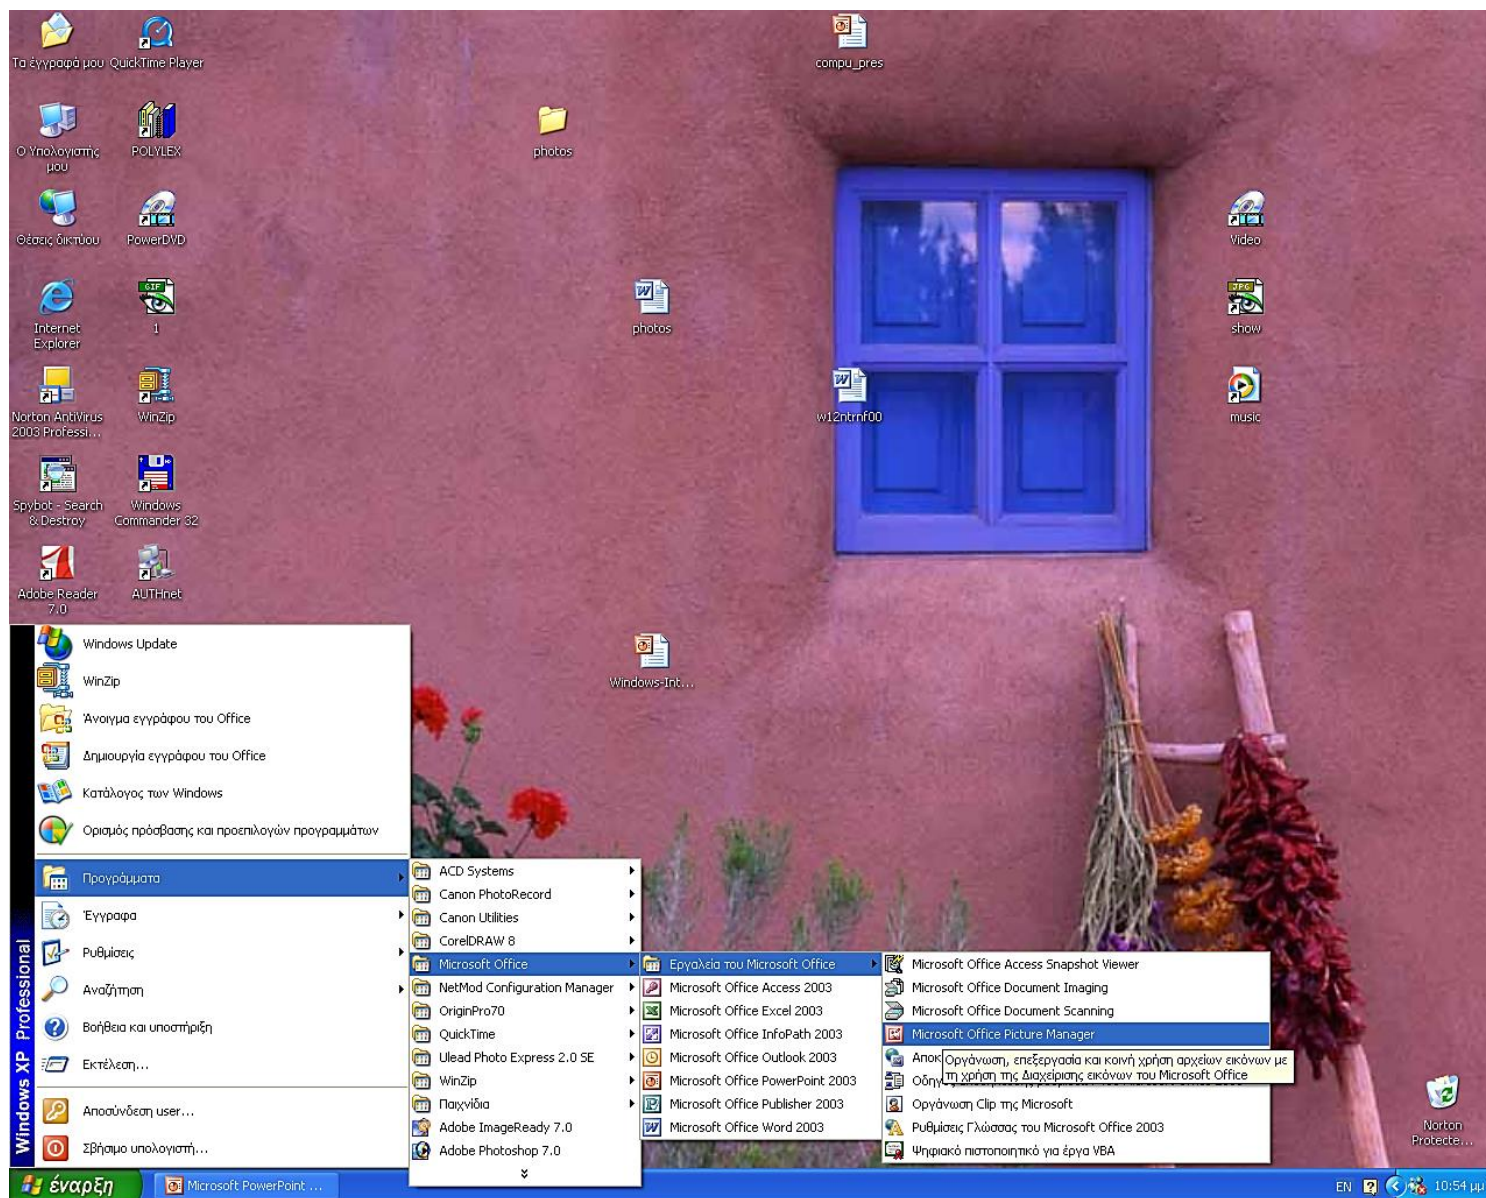 Τα έγγραφά μου
QuickTime Player
compu_pres
Ο Υπολογιστής
μου
POLYLEX
photos
Θέσεις δικτύου
PowerDVD
Video
Internet
Explorer
1
photos
show
Norton AntiVirus
2003 Professi...
WinZip
w12ntrnf00
music
Spybot - Search
& Destroy
Windows
Commander 32
Adobe Reader
7.0
AUTHnet
Windows-Int...
Windows XP Professional
Windows Update
WinZip
Άνοιγμα εγγράφου του Office
Δημιουργία εγγράφου του Office
Κατάλογος των Windows
Ορισμός πρόσβασης και προεπιλογών προγραμμάτων
Προγράμματα
Έγγραφα
Ρυθμίσεις
Αναζήτηση
Βοήθεια και υποστήριξη
Εκτέλεση...
Αποσύνδεση user...
Σβήσιμο υπολογιστή...
ACD Systems
Canon PhotoRecord
Canon Utilities
CorelDRAW 8
Microsoft Office
NetMod Configuration Manager
OriginPro70
QuickTime
Ulead Photo Express 2.0 SE
WinZip
Παιχνίδια
Adobe ImageReady 7.0
Adobe Photoshop 7.0
Εργαλεία του Microsoft Office
Microsoft Office Access 2003
Microsoft Office Excel 2003
Microsoft Office InfoPath 2003
Microsoft Office Outlook 2003
Microsoft Office PowerPoint 2003
Microsoft Office Publisher 2003
Microsoft Office Word 2003
Microsoft Office Access Snapshot Viewer
Microsoft Office Document Imaging
Microsoft Office Document Scanning
Microsoft Office Picture Manager
Οργάνωση, επεξεργασία και κοινή χρήση αρχείων εικόνων με
τη χρήση της Διαχείρισης εικόνων του Microsoft Office
Οργάνωση Clip της Microsoft
Ρυθμίσεις Γλώσσας του Microsoft Office 2003
Ψηφιακό πιστοποιητικό για έργα VBA
Norton
Protecte...
έναρξη
Microsoft PowerPoint ...
EN
10:54 μμ